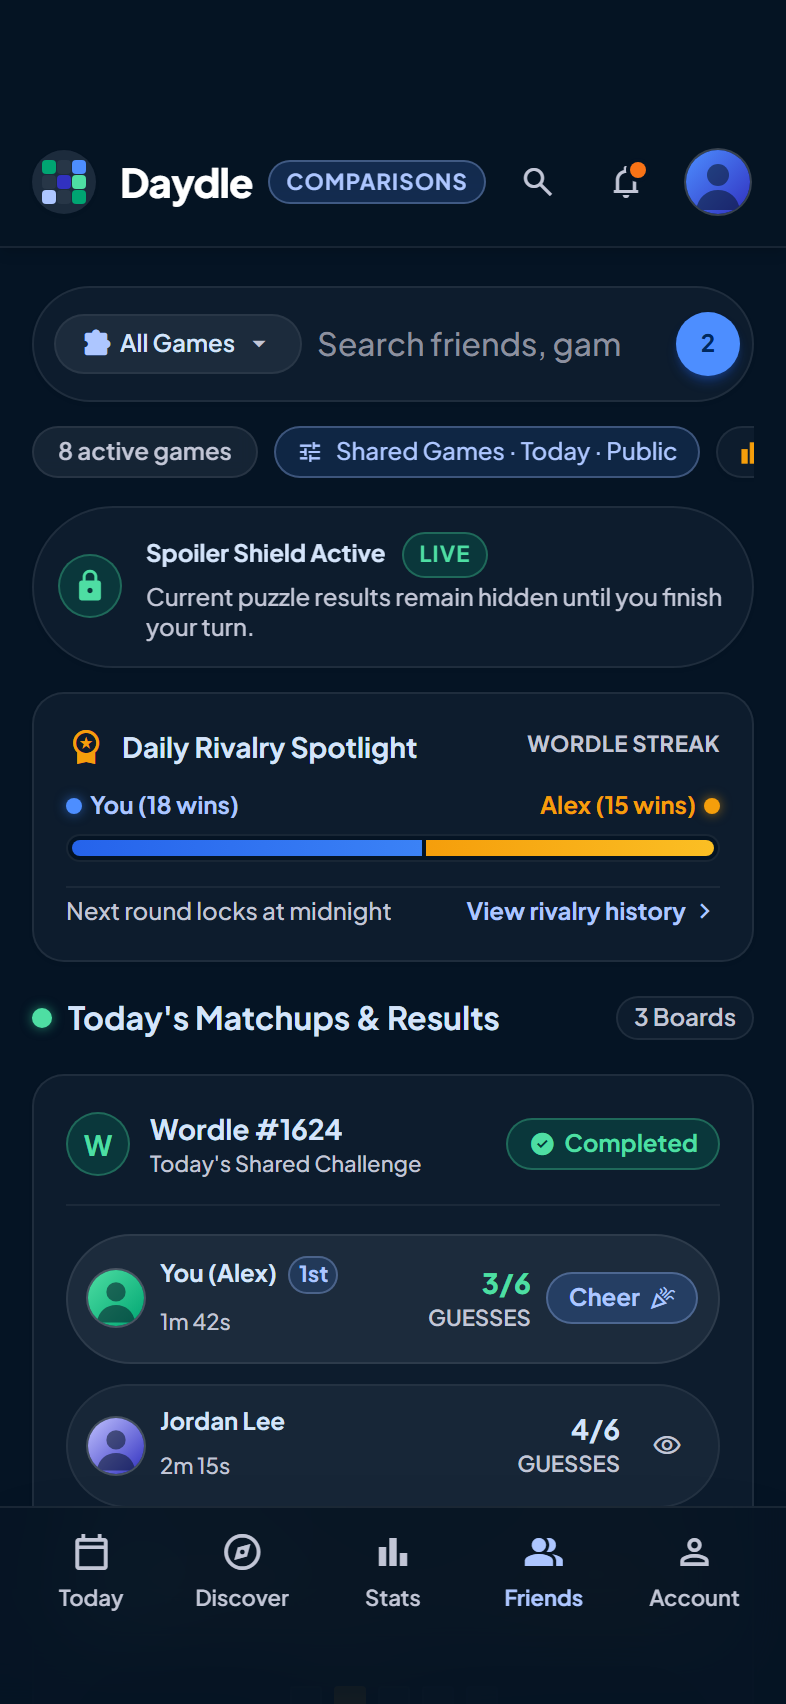 Daydle
COMPARISONS
All Games
Search friends, gam
2
8 active games
Shared Games · Today · Public
Spoiler Shield Active
LIVE
Current puzzle results remain hidden until you finish
your turn.
Daily Rivalry Spotlight
WORDLE STREAK
You (18 wins)
Alex (15 wins)
Next round locks at midnight
View rivalry history
Today's Matchups & Results
3 Boards
W
Wordle #1624
Today's Shared Challenge
Completed
You (Alex)
1st
1m 42s
3/6
GUESSES
Cheer
Jordan Lee
2m 15s
4/6
GUESSES
Today
Discover
Stats
Friends
Account